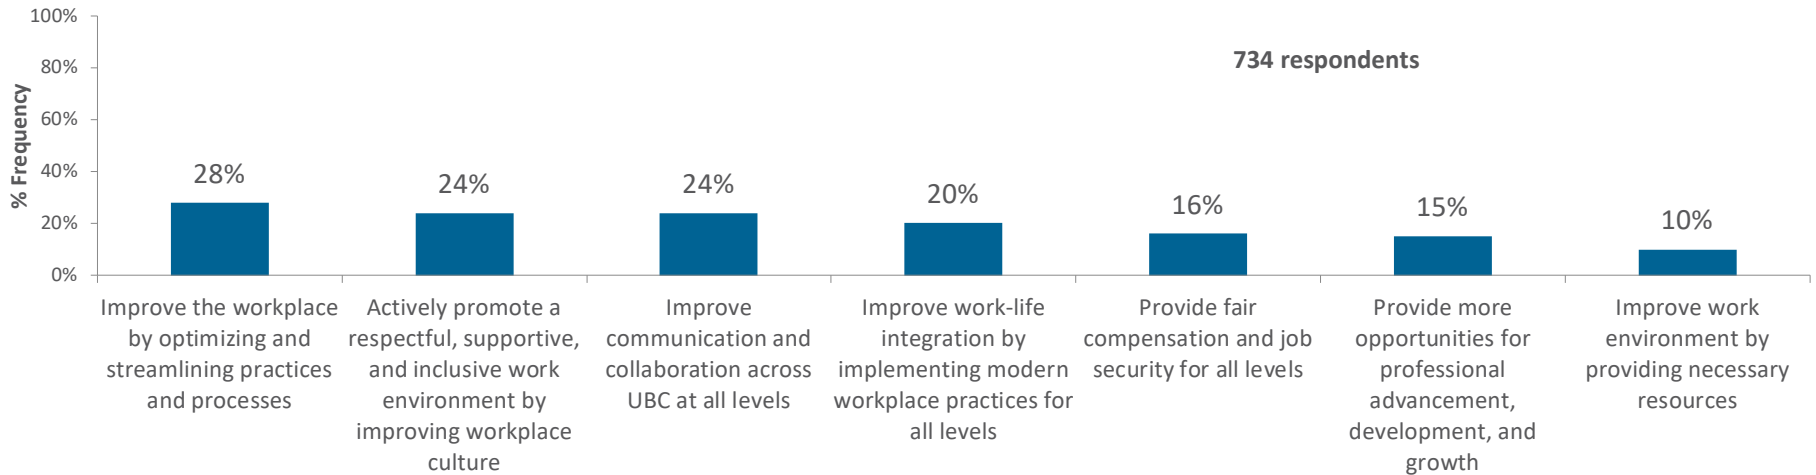 % Frequency
100%
80%
60%
40%
20%
0%
734 respondents
28%
24%
24%
20%
16%
15%
10%
Improve the workplace
by optimizing and
streamlining practices
and processes
Actively promote a
respectful, supportive,
and inclusive work
environment by
improving workplace
culture
Improve
communication and
collaboration across
UBC at all levels
Improve work-life
integration by
implementing modern
workplace practices for
all levels
Provide fair
compensation and job
security for all levels
Provide more
opportunities for
professional
advancement,
development, and
growth
Improve work
environment by
providing necessary
resources